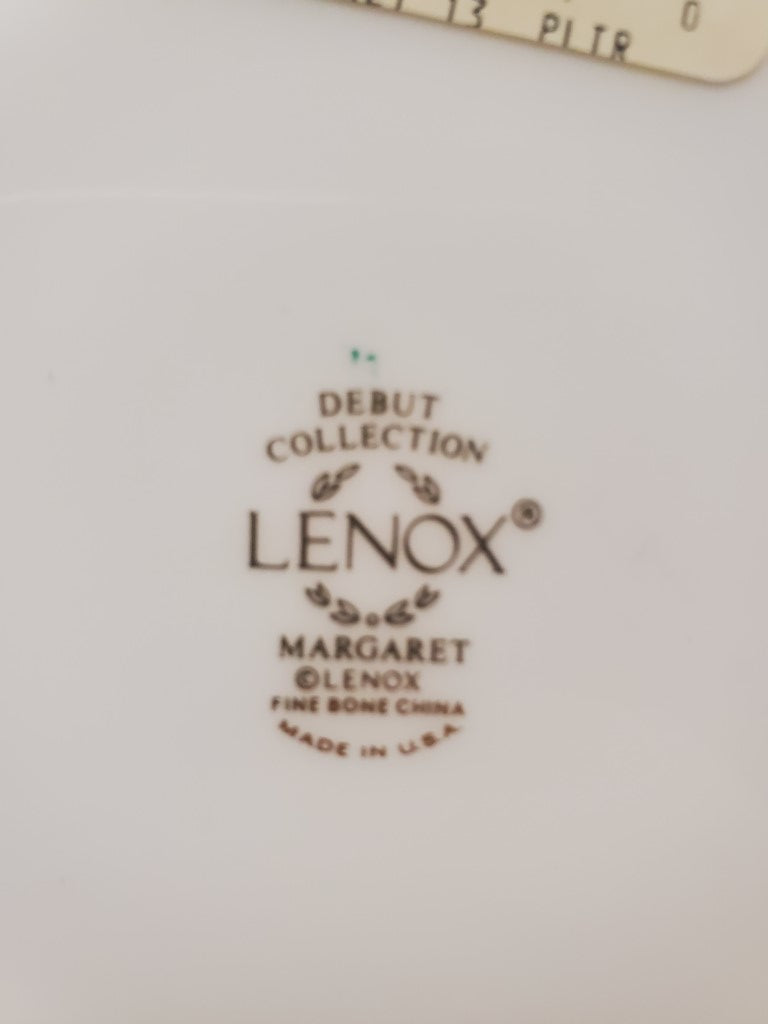 13 PLTR 0
DEBUT
COLLECTION
LENOX®
MARGARET
©LENOX
FINE BONE CHINA
MADE IN U.S.A.